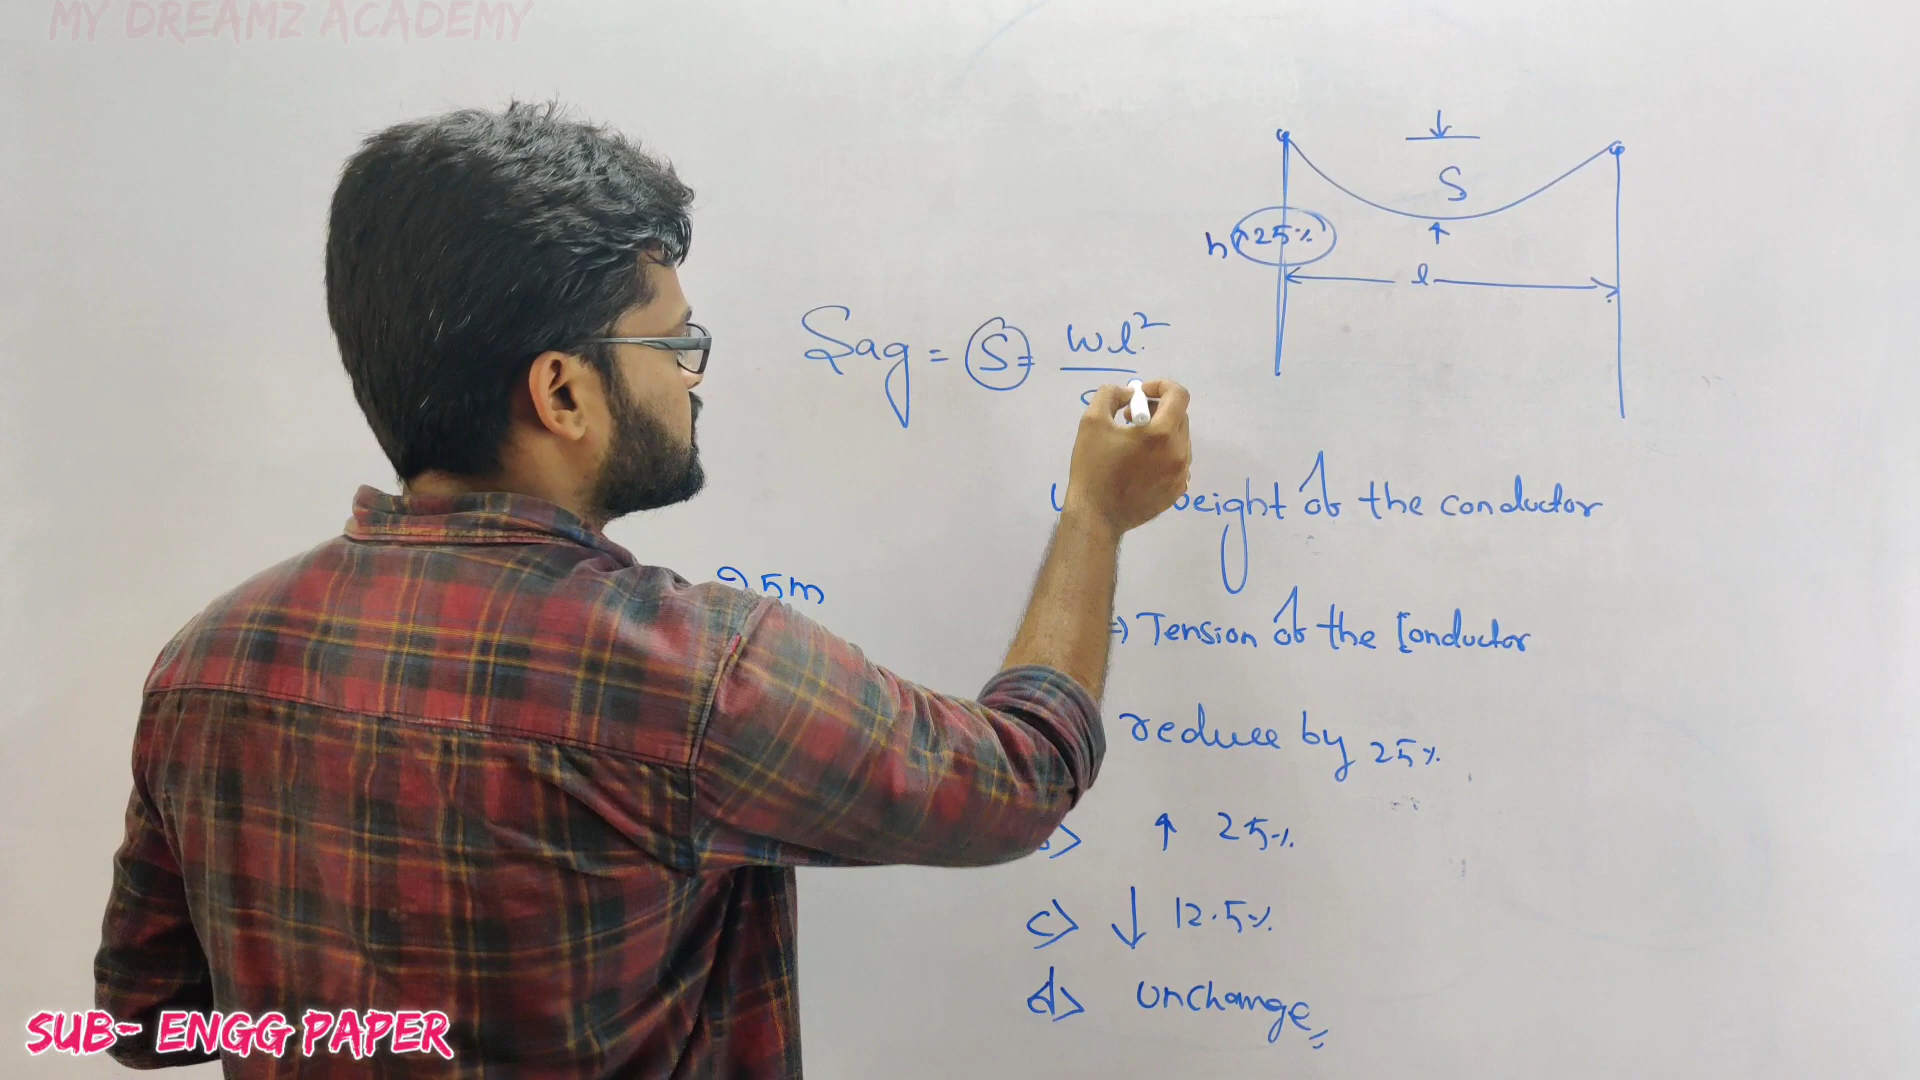 MY DREAMZ ACADEMY
S
h ↑25%
l
Sag = S = wl²
weight of the conductor
5m
⇒ Tension of the Conductor
reduce by 25%
↑ 25%
c) ↓ 12.5%
d) Unchange
SUB- ENGG PAPER